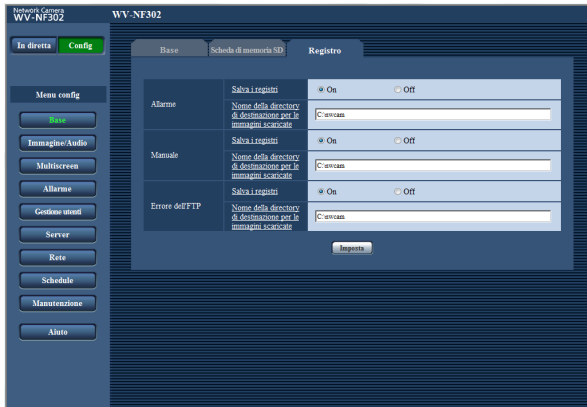 Network Camera
WV-NF302
WV-NF302
In diretta
Config
Menu config
Base
Immagine/Audio
Multiscreen
Allarme
Gestione utenti
Server
Rete
Schedule
Manutenzione
Aiuto
Base
Scheda di memoria SD
Registro
Allarme
Salva i registri
On
Off
Nome della directory
di destinazione per le
immagini scaricate
C:\nwcam
Manuale
Salva i registri
On
Off
Nome della directory
di destinazione per le
immagini scaricate
C:\nwcam
Errore dell'FTP
Salva i registri
On
Off
Nome della directory
di destinazione per le
immagini scaricate
C:\nwcam
Imposta